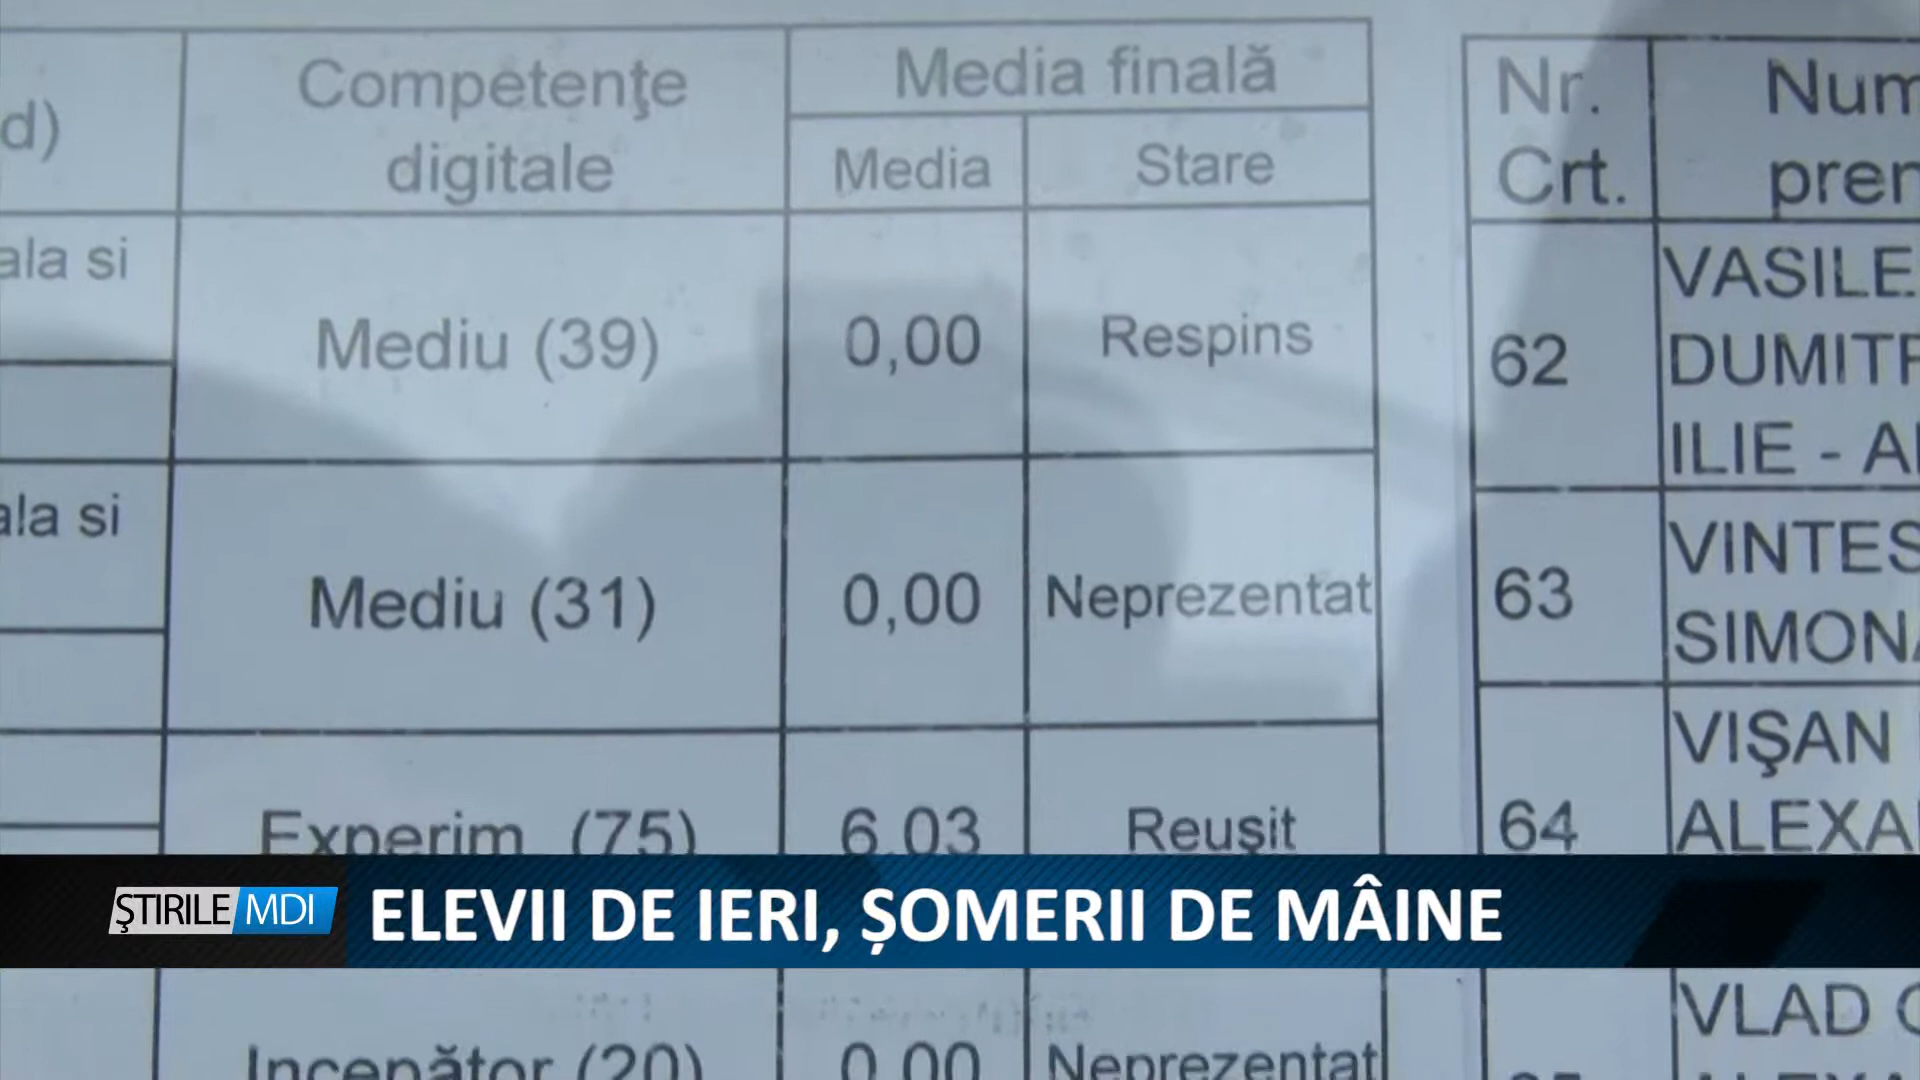 d)
Competenţe
digitale
Media finală
Media
Stare
ala si
Mediu (39)
0,00
Respins
ala si
Mediu (31)
0,00
Neprezentat
Experim (75)
6.03
Reuşit
Incepător (20)
0.00
Neprezentat
Nr.
Crt.
Num
pren
62
VASILE
DUMITR
ILIE - A
63
VINTES
SIMONA
64
VIŞAN
ALEXA
VLAD
ŞTIRILE MDI
ELEVII DE IERI, ȘOMERII DE MÂINE